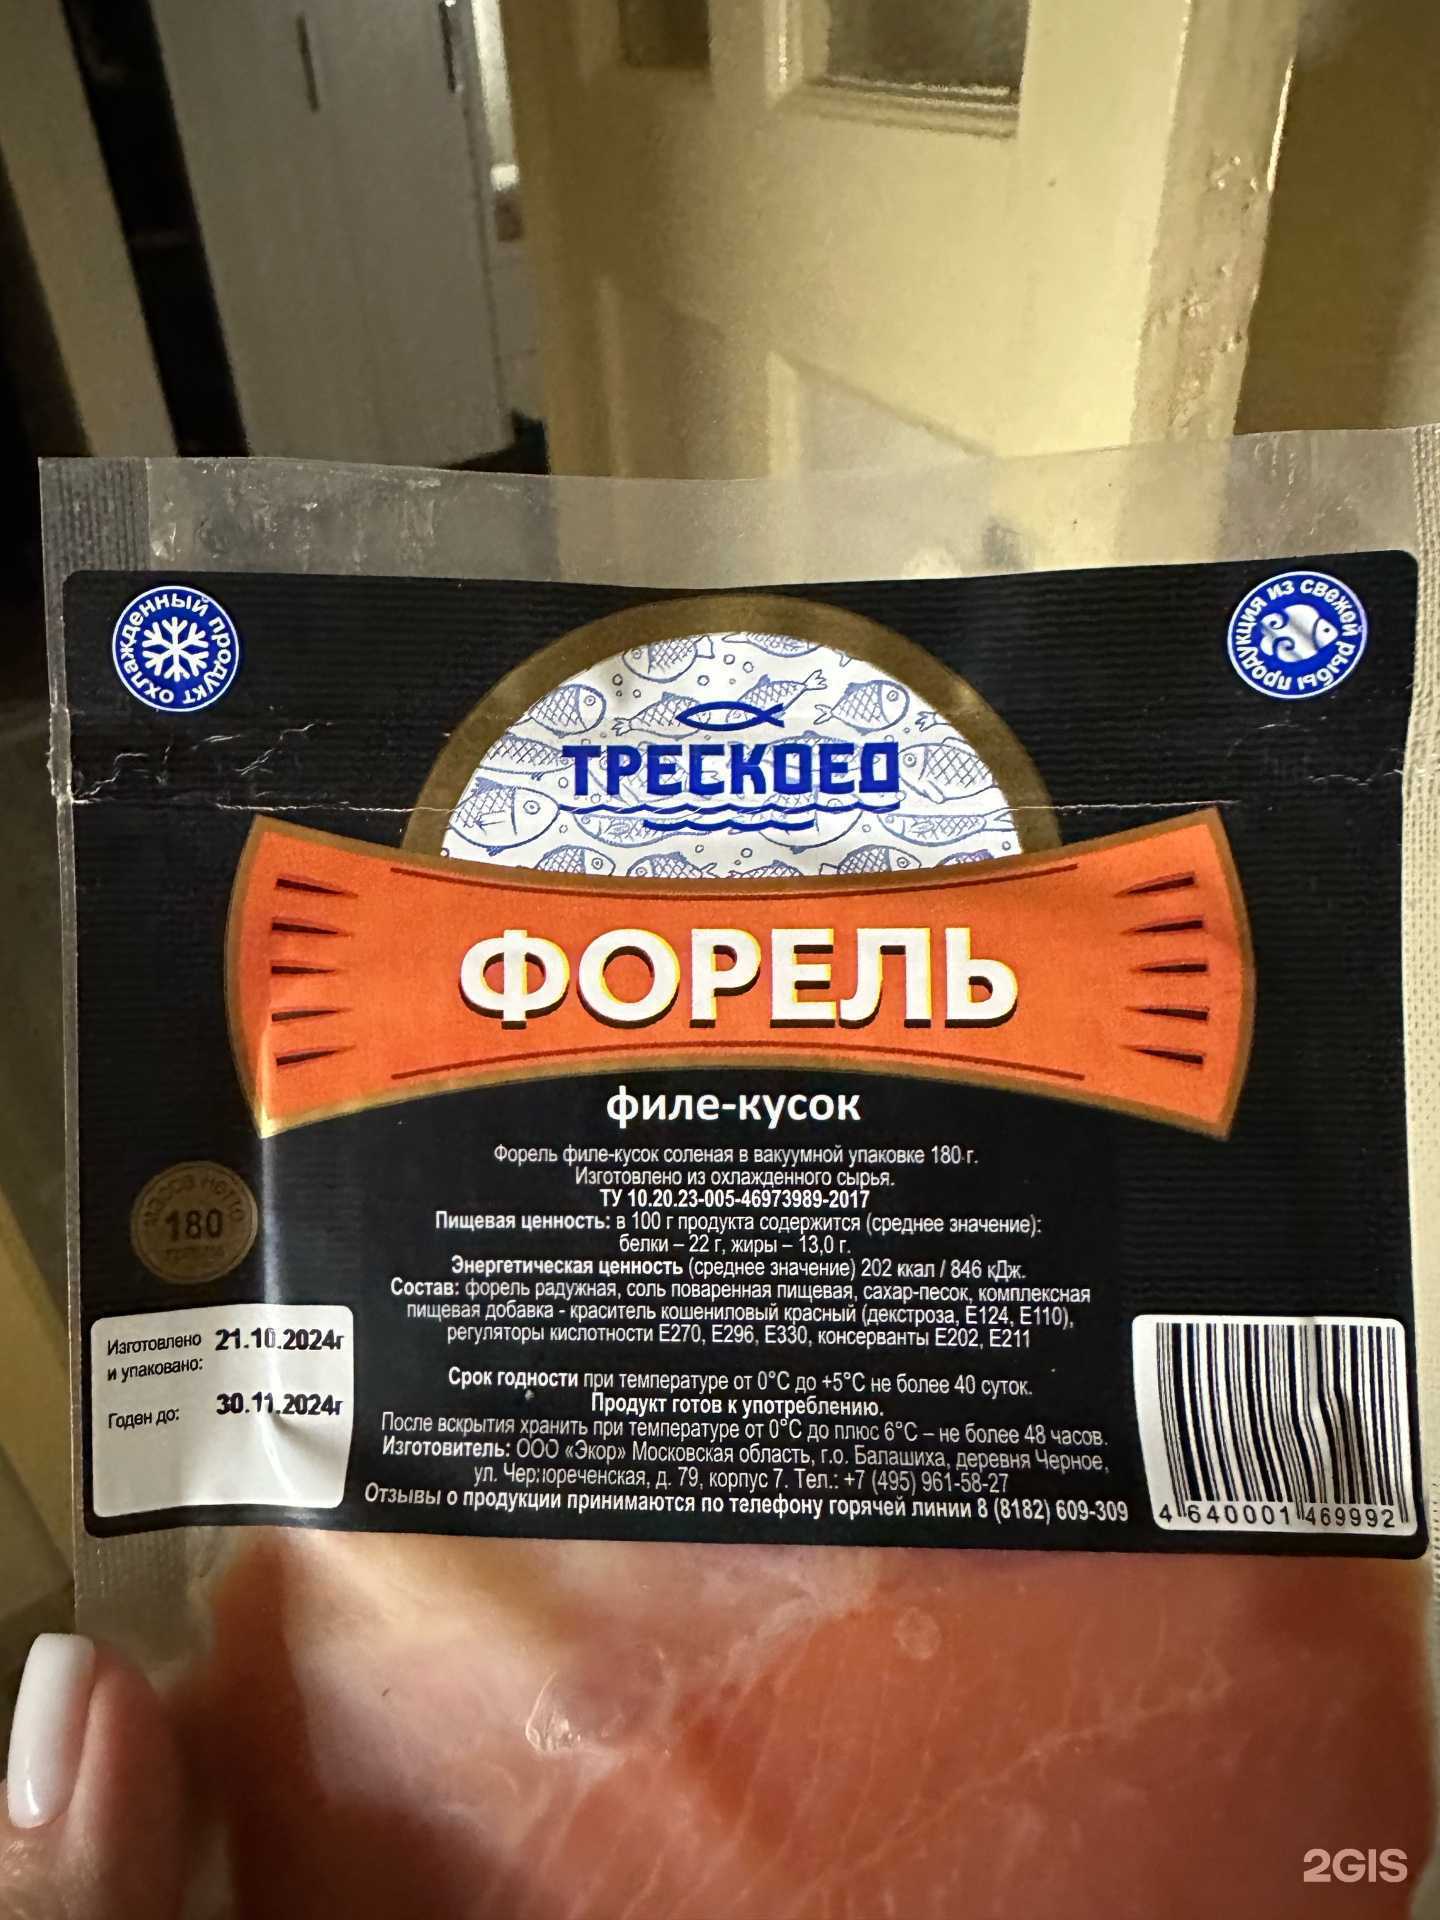 охлажденный продукт
продукция из свежей рыбы
ТРЕСКОЕД
ФОРЕЛЬ
филе-кусок
масса нетто
180
Форель филе-кусок соленая в вакуумной упаковке 180 г.
Изготовлено из охлажденного сырья.
ТУ 10.20.23-005-46973989-2017
Пищевая ценность: в 100 г продукта содержится (среднее значение):
белки – 22 г, жиры – 13,0 г.
Энергетическая ценность (среднее значение) 202 ккал / 846 кДж.
Состав: форель радужная, соль поваренная пищевая, сахар-песок, комплексная
пищевая добавка - краситель кошениловый красный (декстроза, Е124, Е110),
регуляторы кислотности Е270, Е296, Е330, консерванты Е202, Е211
Срок годности при температуре от 0°С до +5°С не более 40 суток.
Продукт готов к употреблению.
После вскрытия хранить при температуре от 0°С до плюс 6°С – не более 48 часов.
Изготовитель: ООО «Экор» Московская область, г.о. Балашиха, деревня Черное,
ул. Чернореченская, д. 79, корпус 7. Тел.: +7 (495) 961-58-27
Отзывы о продукции принимаются по телефону горячей линии 8 (8182) 609-309
Изготовлено 21.10.2024г
и упаковано:
Годен до: 30.11.2024г
4 640001 469992
2GIS